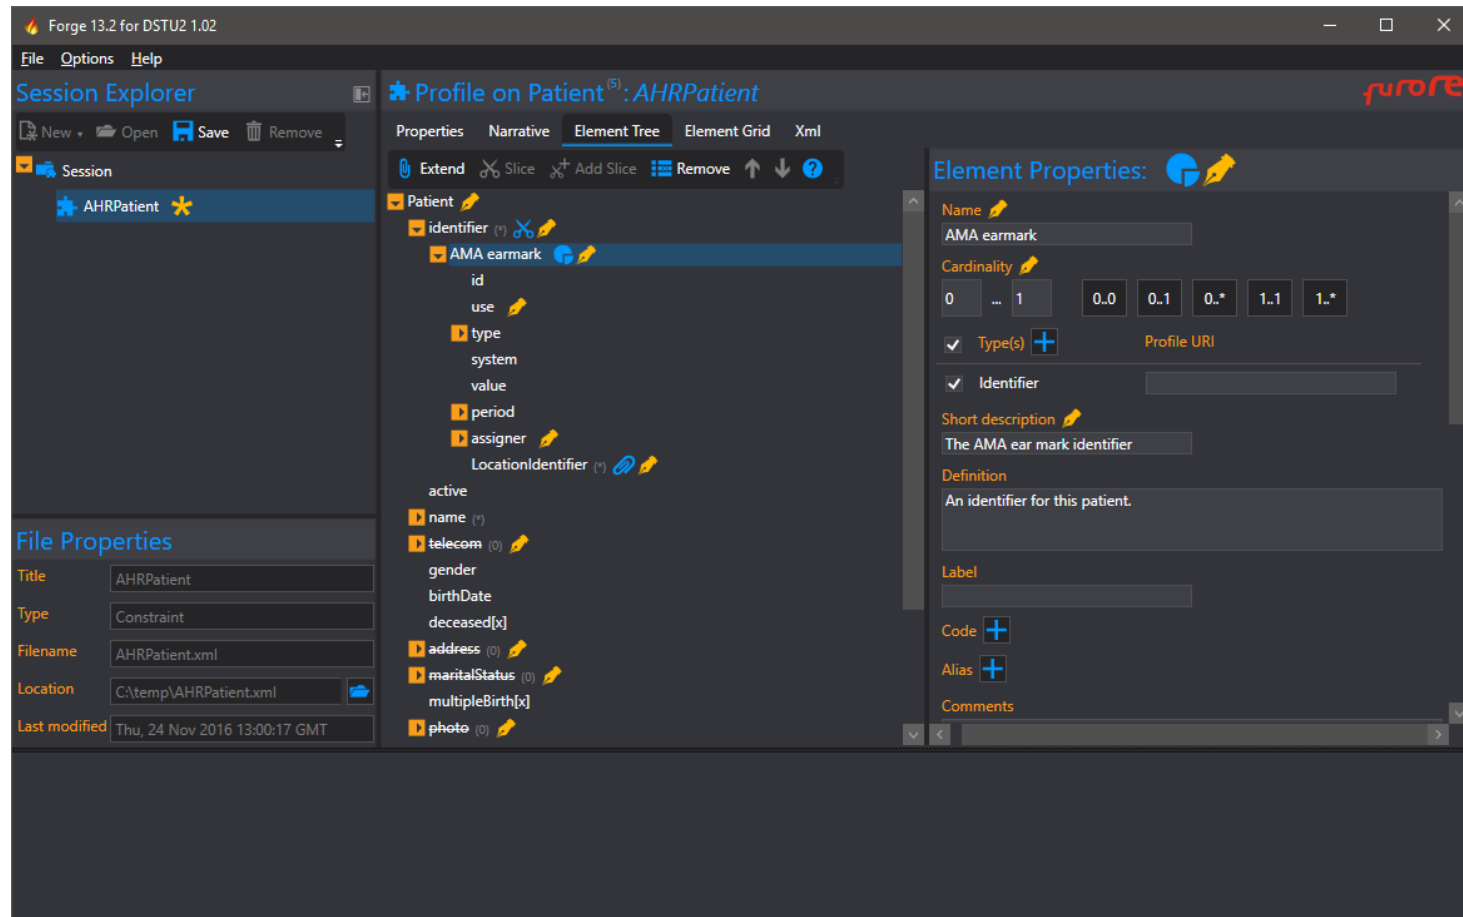 Forge 13.2 for DSTU2 1.02
File Options Help
Session Explorer
New Open Save Remove
Session
AHRPatient
File Properties
Title AHRPatient
Type Constraint
Filename AHRPatient.xml
Location C:\temp\AHRPatient.xml
Last modified Thu, 24 Nov 2016 13:00:17 GMT
Profile on Patient(5): AHRPatient
furore
Properties Narrative Element Tree Element Grid Xml
Extend Slice Add Slice Remove
Patient
identifier (*)
AMA earmark
id
use
type
system
value
period
assigner
LocationIdentifier (*)
active
name (*)
telecom (0)
gender
birthDate
deceased[x]
address (0)
maritalStatus (0)
multipleBirth[x]
photo (0)
Element Properties:
Name
AMA earmark
Cardinality
0 ... 1 0..0 0..1 0..* 1..1 1..*
Type(s) Profile URI
Identifier
Short description
The AMA ear mark identifier
Definition
An identifier for this patient.
Label
Code
Alias
Comments